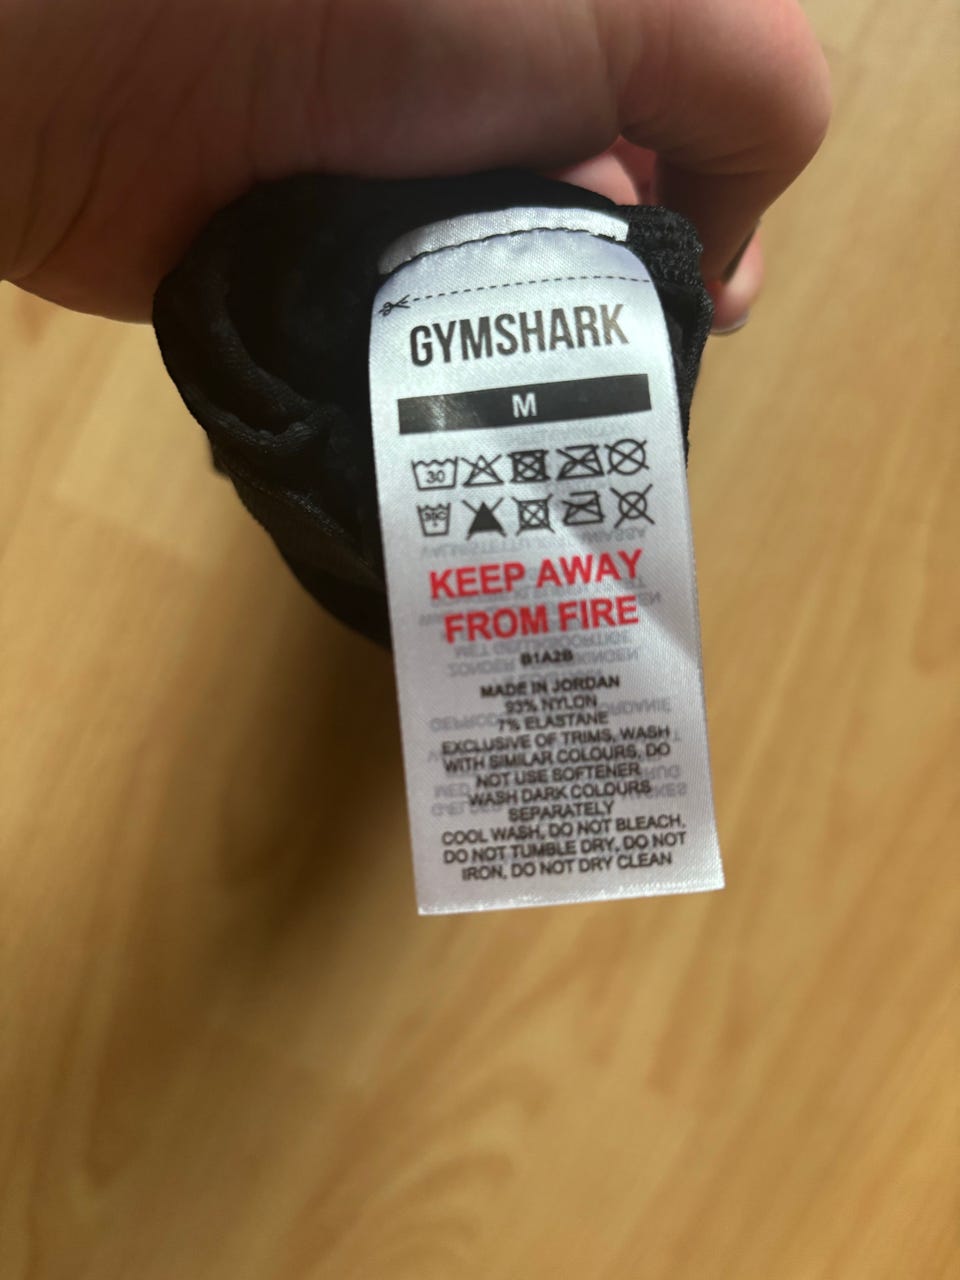 GYMSHARK
M
30
30C
KEEP AWAY
FROM FIRE
B1A2B
MADE IN JORDAN
93% NYLON
7% ELASTANE
EXCLUSIVE OF TRIMS, WASH
WITH SIMILAR COLOURS, DO
NOT USE SOFTENER
WASH DARK COLOURS
SEPARATELY
COOL WASH, DO NOT BLEACH,
DO NOT TUMBLE DRY, DO NOT
IRON, DO NOT DRY CLEAN